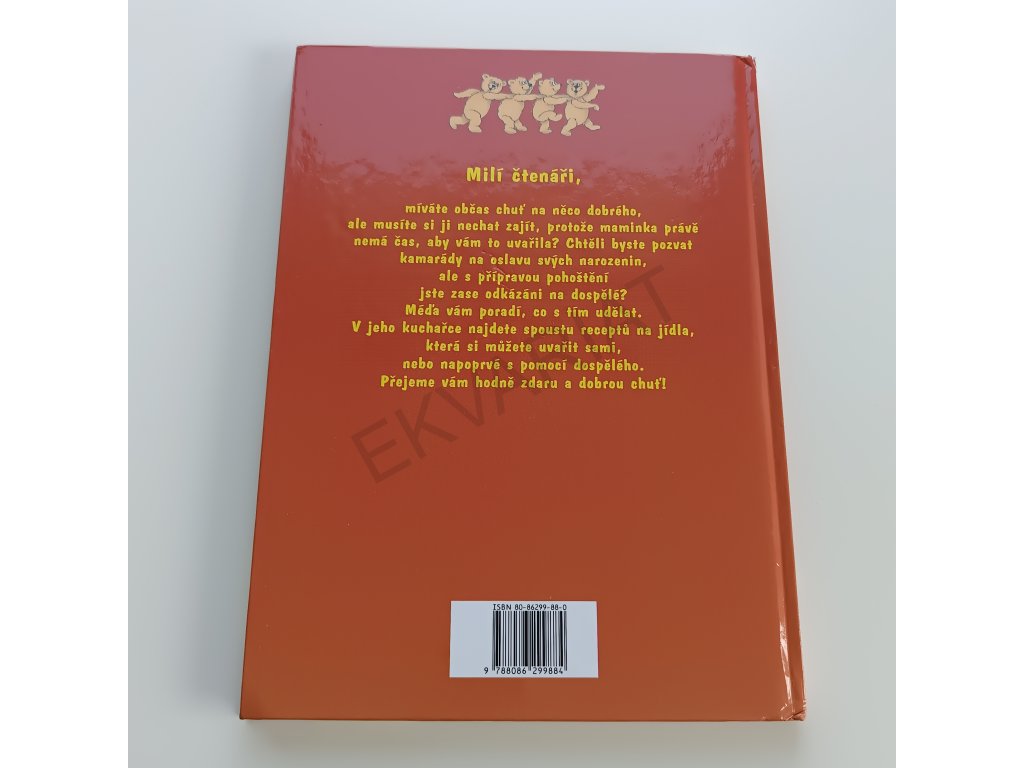 Milí čtenáři,
míváte občas chuť na něco dobrého,
ale musíte si ji nechat zajít, protože maminka právě
nemá čas, aby vám to uvařila? Chtěli byste pozvat
kamarády na oslavu svých narozenin,
ale s přípravou pohoštění
jste zase odkázáni na dospělé?
Méďa vám poradí, co s tím udělat.
V jeho kuchařce najdete spoustu receptů na jídla,
která si můžete uvařit sami,
nebo napoprvé s pomocí dospělého.
Přejeme vám hodně zdaru a dobrou chuť!
ISBN 80-86299-88-0
9 788086 299884